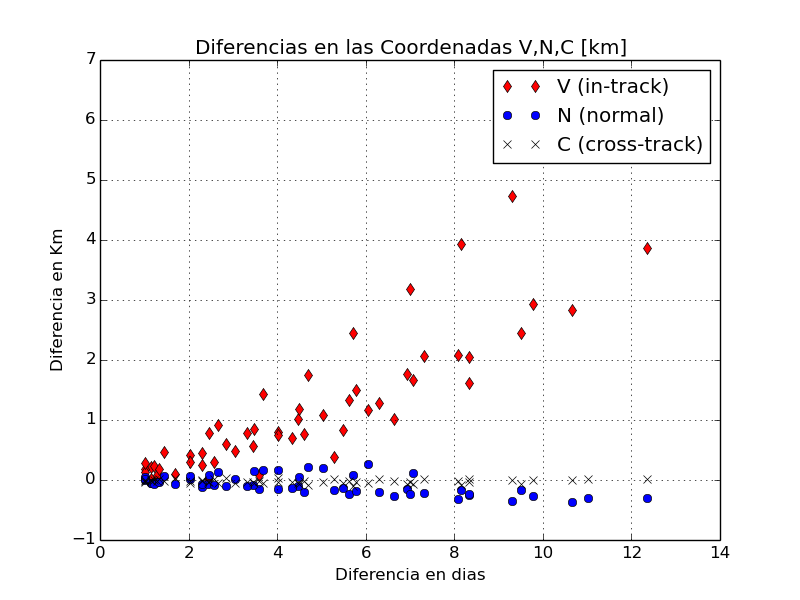 Diferencias en las Coordenadas V,N,C [km]
7
6
5
4
3
2
1
0
−1
Diferencia en Km
V (in-track)
N (normal)
C (cross-track)
0 2 4 6 8 10 12 14
Diferencia en dias